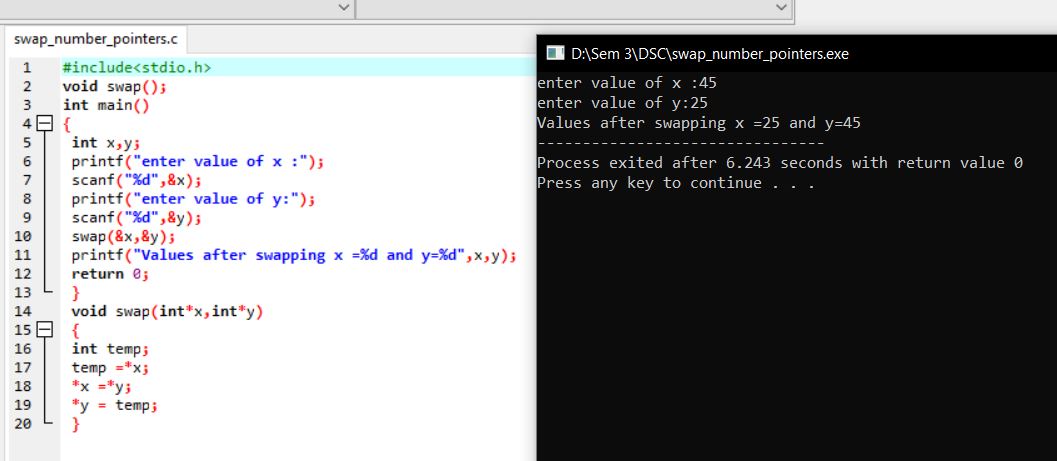 swap_number_pointers.c
1 #include<stdio.h>
2 void swap();
3 int main()
4 {
5 int x,y;
6 printf("enter value of x :");
7 scanf("%d",&x);
8 printf("enter value of y:");
9 scanf("%d",&y);
10 swap(&x,&y);
11 printf("Values after swapping x =%d and y=%d",x,y);
12 return 0;
13 }
14 void swap(int*x,int*y)
15 {
16 int temp;
17 temp =*x;
18 *x =*y;
19 *y = temp;
20 }
D:\Sem 3\DSC\swap_number_pointers.exe
enter value of x :45
enter value of y:25
Values after swapping x =25 and y=45
--------------------------------
Process exited after 6.243 seconds with return value 0
Press any key to continue . . .